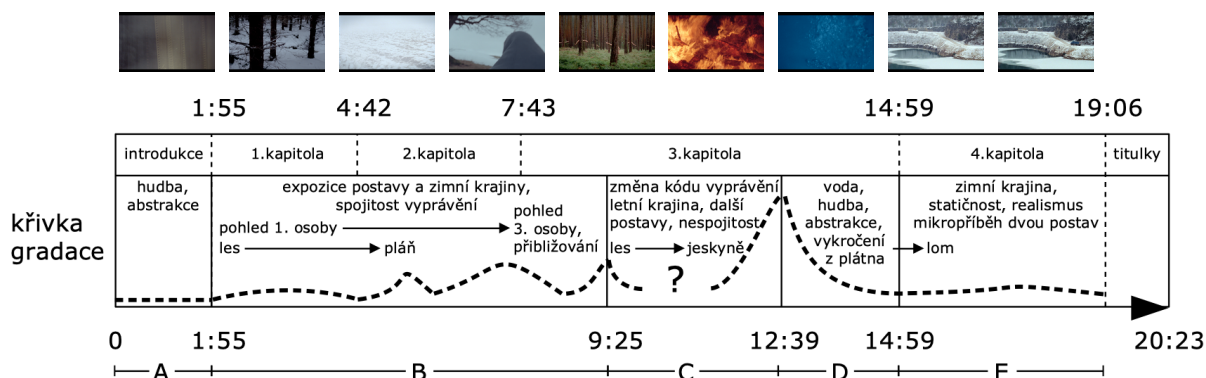 1:55 4:42 7:43 14:59 19:06
introdukce 1.kapitola 2.kapitola 3.kapitola 4.kapitola titulky
křivka
gradace
hudba,
abstrakce
expozice postavy a zimní krajiny,
spojitost vyprávění
pohled 1. osoby
pohled
3. osoby,
přibližování
les pláň
změna kódu vyprávění
letní krajina, další
postavy, nespojitost
les jeskyně
?
voda,
hudba,
abstrakce,
vykročení
z plátna
zimní krajina,
statičnost, realismus
mikropříběh dvou postav
lom
0 1:55 9:25 12:39 14:59 20:23
A B C D E